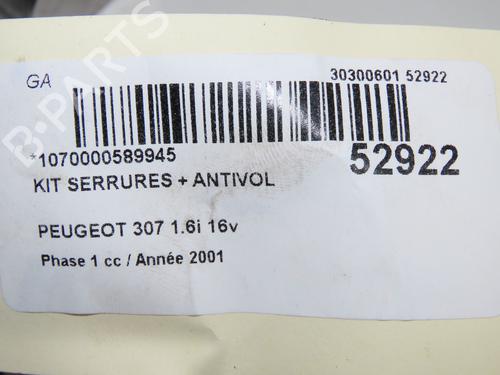 GA
30300601 52922
*1070000589945
52922
KIT SERRURES + ANTIVOL
PEUGEOT 307 1.6i 16v
Phase 1 cc / Année 2001
B-PARTS